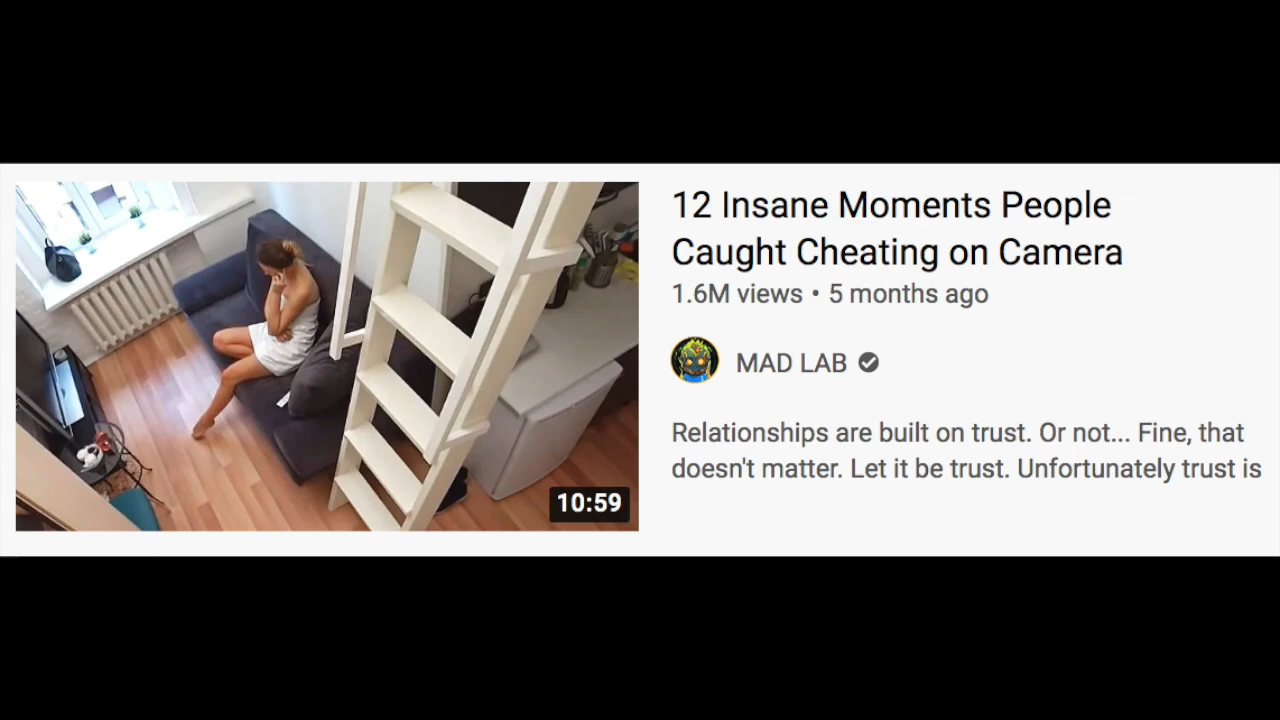 12 Insane Moments People
Caught Cheating on Camera
1.6M views • 5 months ago
MAD LAB
Relationships are built on trust. Or not... Fine, that
doesn't matter. Let it be trust. Unfortunately trust is
10:59